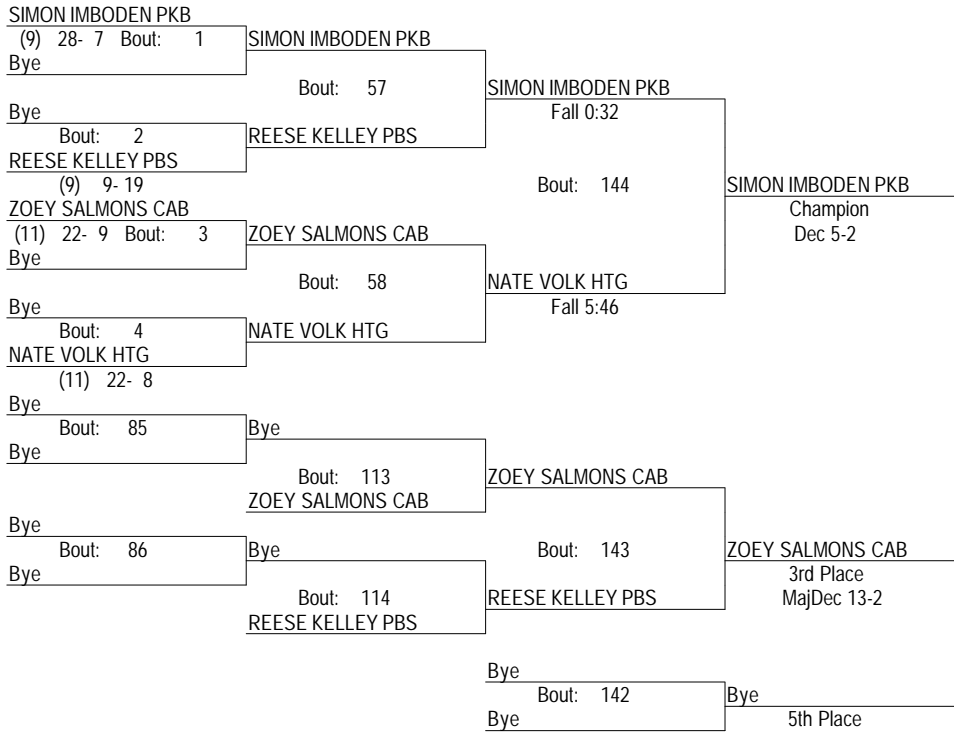 SIMON IMBODEN PKB
(9) 28- 7 Bout: 1
Bye
SIMON IMBODEN PKB
Bout: 57
Bye
Bout: 2
REESE KELLEY PBS
(9) 9- 19
REESE KELLEY PBS
SIMON IMBODEN PKB
Fall 0:32
Bout: 144
ZOEY SALMONS CAB
(11) 22- 9 Bout: 3
Bye
ZOEY SALMONS CAB
Bout: 58
Bye
Bout: 4
NATE VOLK HTG
(11) 22- 8
NATE VOLK HTG
NATE VOLK HTG
Fall 5:46
SIMON IMBODEN PKB
Champion
Dec 5-2
Bye
Bout: 85
Bye
Bye
Bout: 113
ZOEY SALMONS CAB
ZOEY SALMONS CAB
Bye
Bout: 86
Bye
Bye
Bout: 114
REESE KELLEY PBS
Bout: 143
REESE KELLEY PBS
ZOEY SALMONS CAB
3rd Place
MajDec 13-2
Bye
Bout: 142
Bye
Bye
5th Place